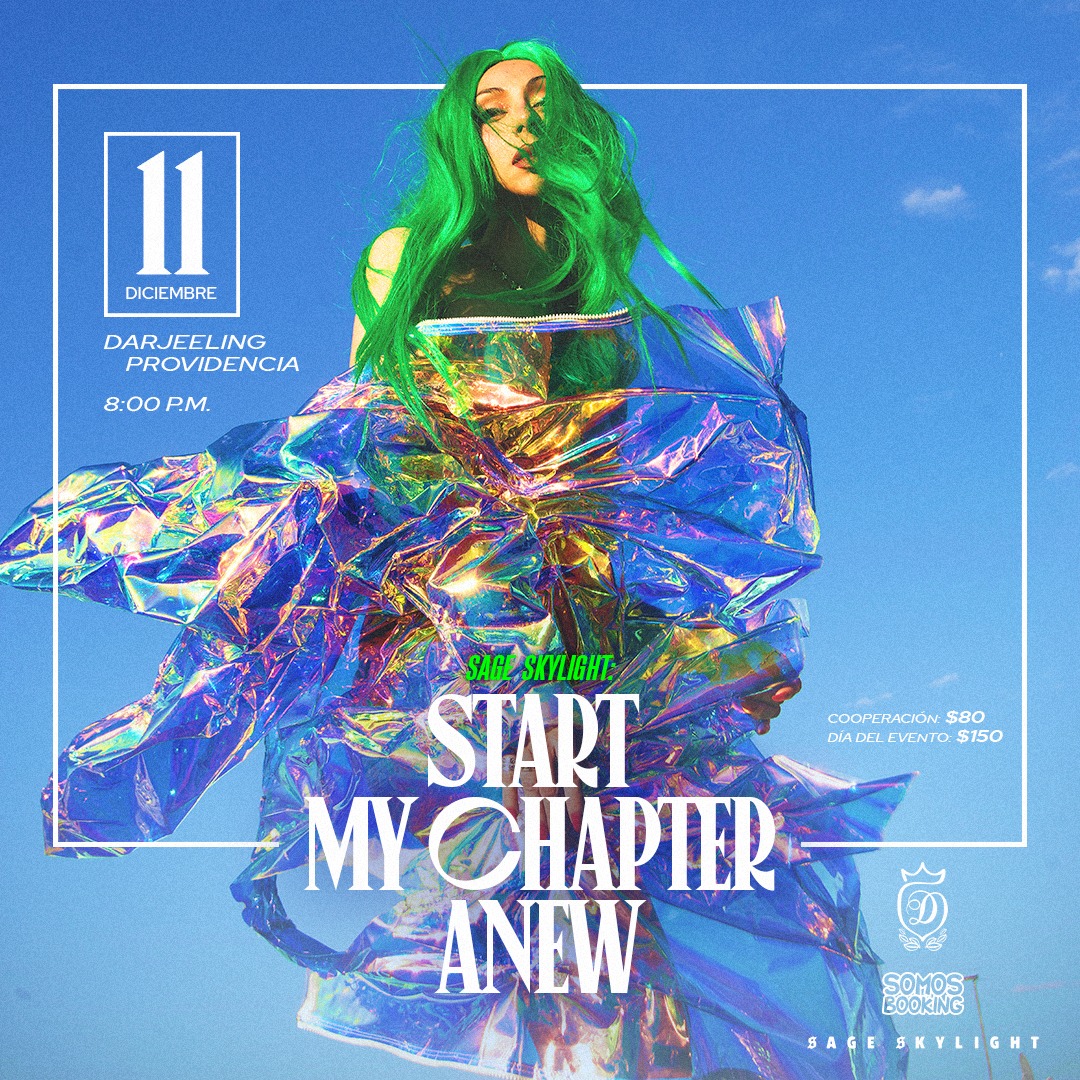 11
DICIEMBRE
DARJEELING
PROVIDENCIA
8:00 P.M.
SAGE SKYLIGHT:
START
MY CHAPTER
ANEW
COOPERACIÓN: $80
DÍA DEL EVENTO: $150
D
SOMOS
BOOKING
SAGE SKYLIGHT